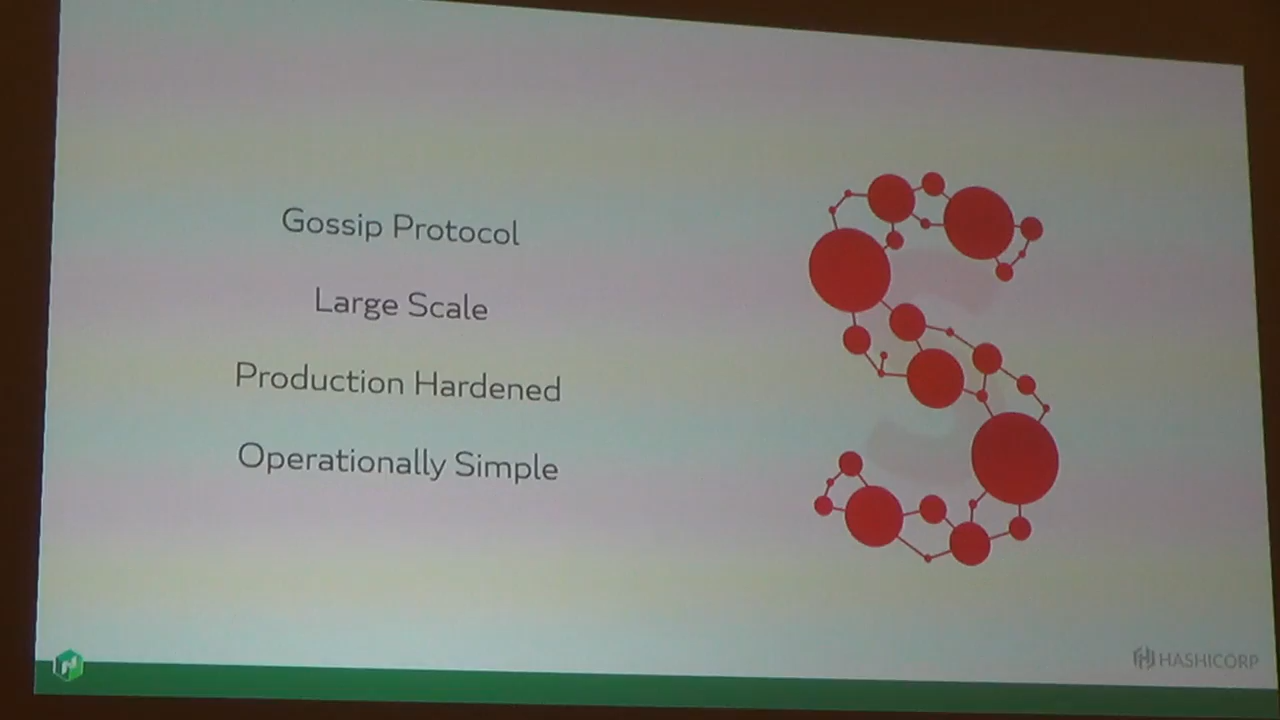 Gossip Protocol
Large Scale
Production Hardened
Operationally Simple
HASHICORP